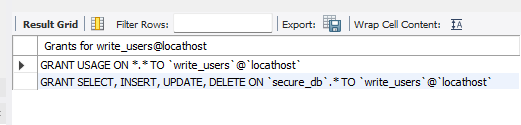 Result Grid Filter Rows: Export: Wrap Cell Content: IA
Grants for write_users@locathost
GRANT USAGE ON *.* TO `write_users`@`locathost`
GRANT SELECT, INSERT, UPDATE, DELETE ON `secure_db`.* TO `write_users`@`locathost`